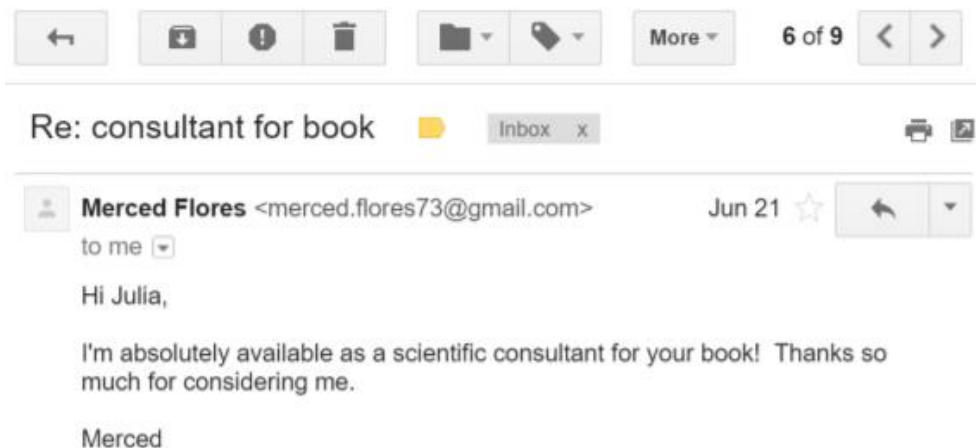 More 6 of 9
Re: consultant for book Inbox x
Merced Flores <merced.flores73@gmail.com> Jun 21
to me
Hi Julia,
I'm absolutely available as a scientific consultant for your book! Thanks so
much for considering me.
Merced